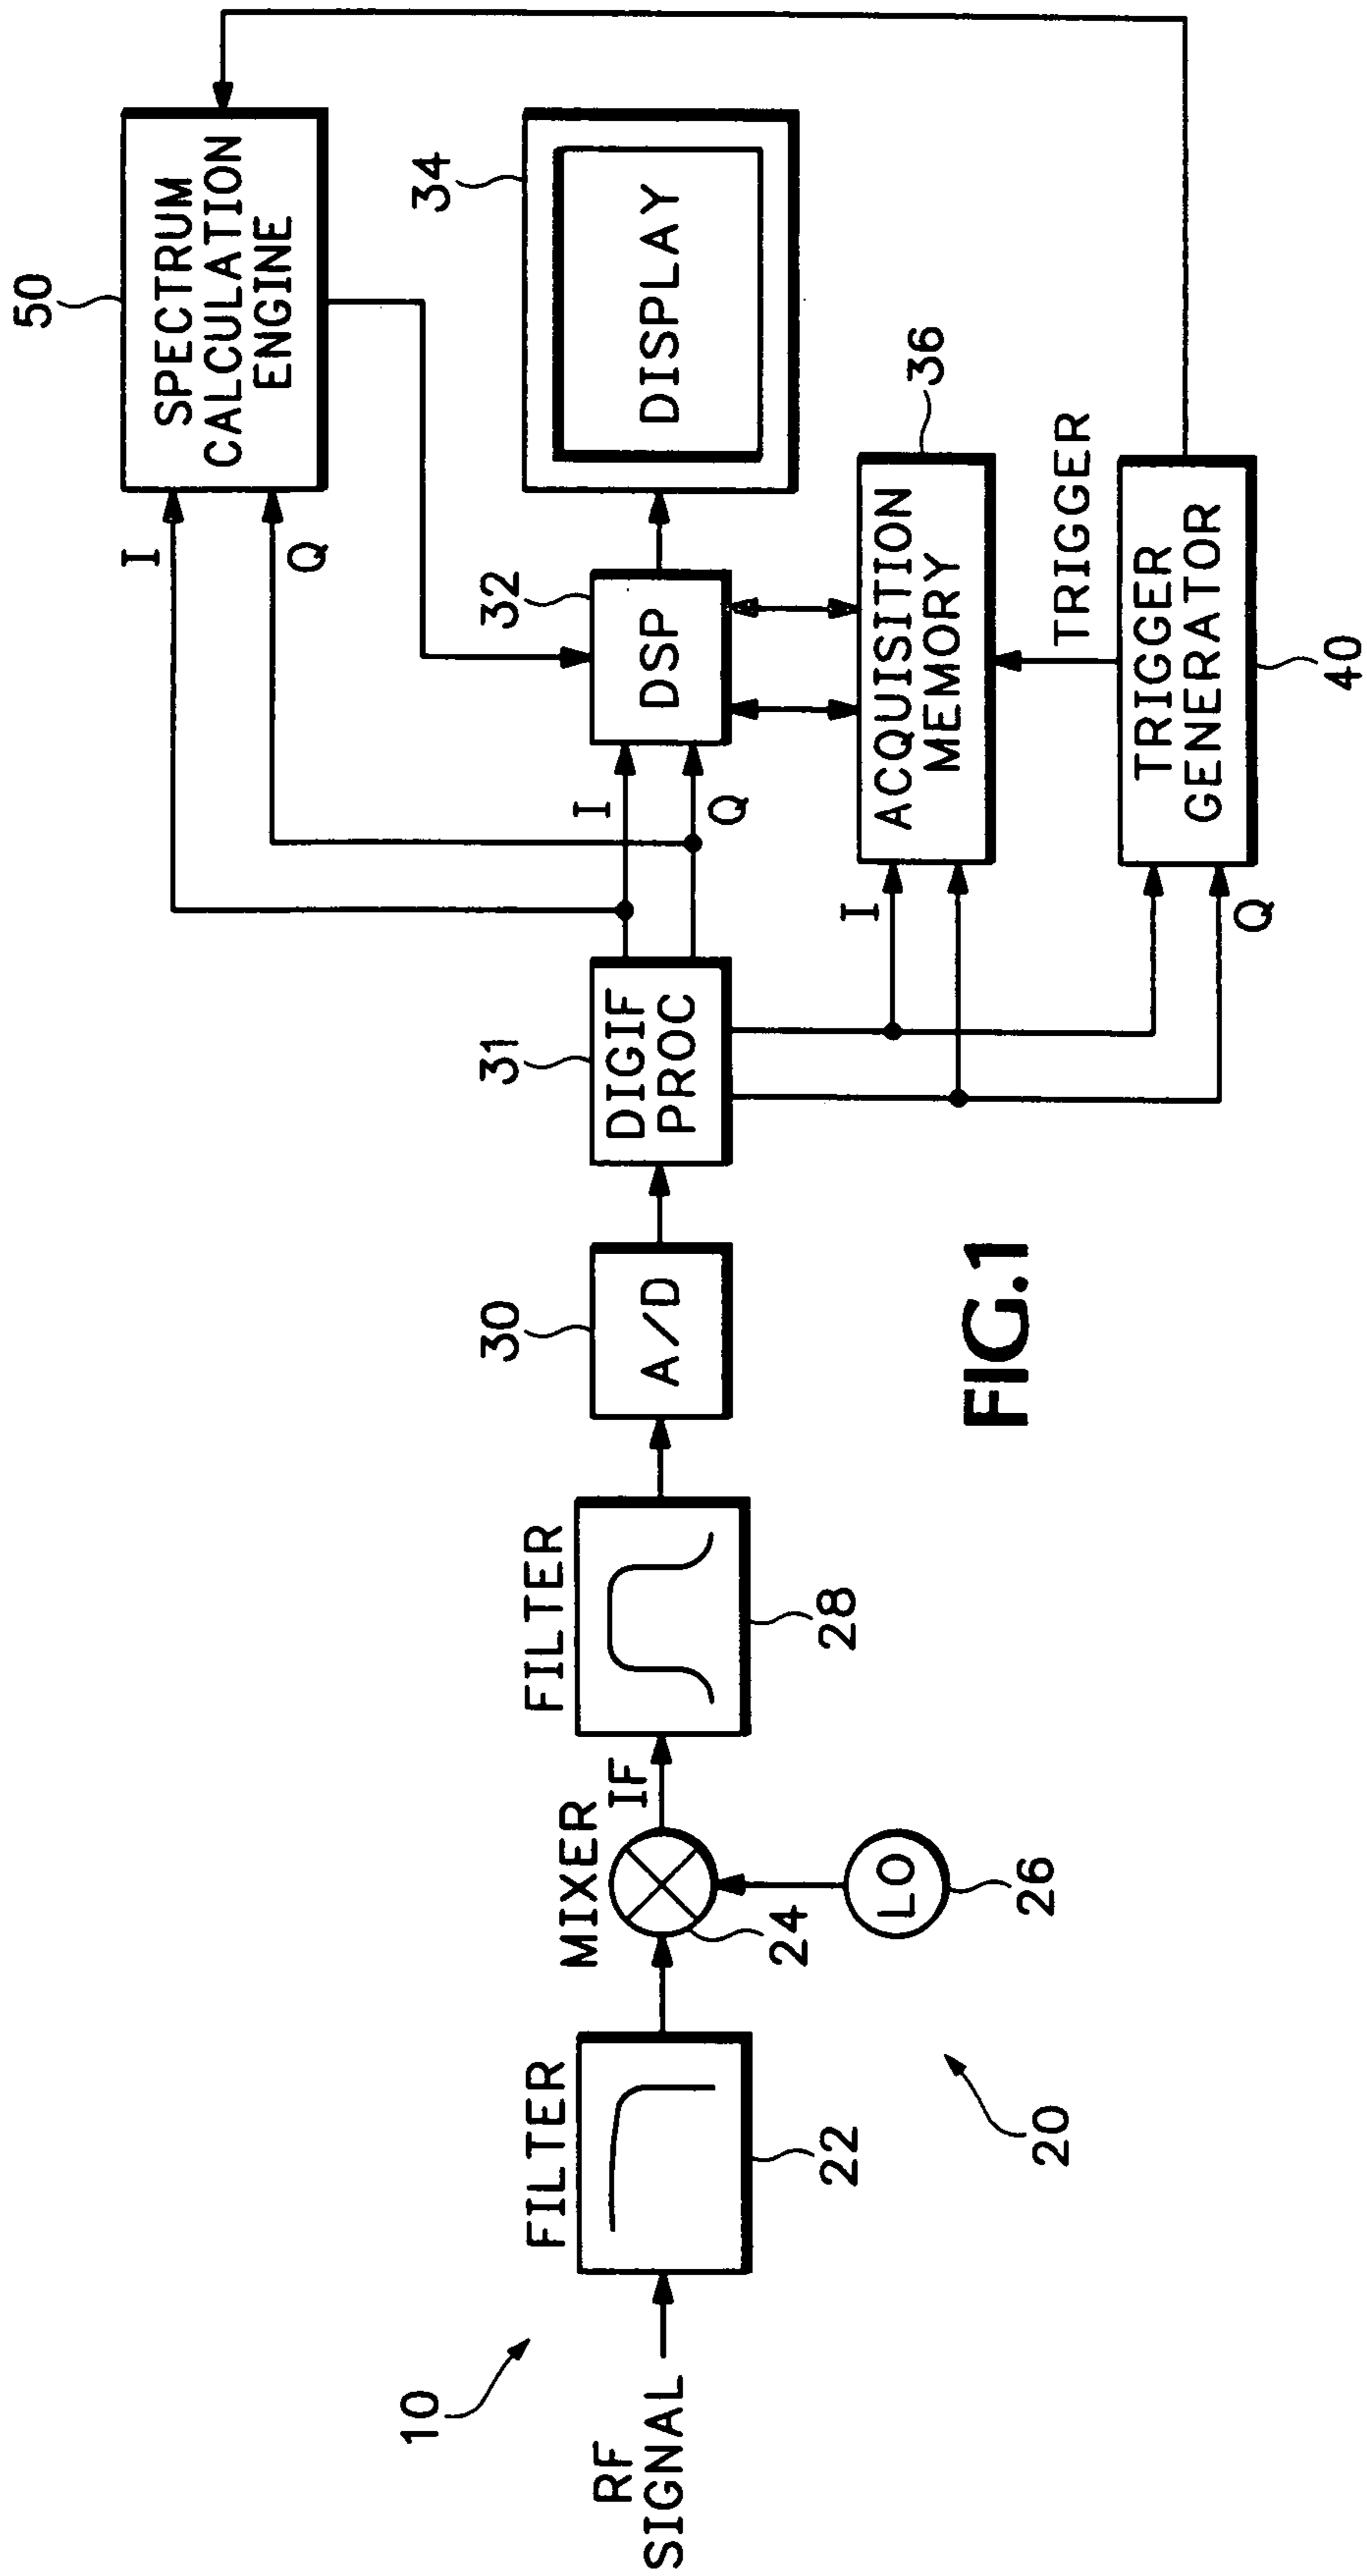 10
RF
SIGNAL
FILTER
22
20
MIXER
24
IF
LO
26
FILTER
28
30
A/D
31
DIGIF
PROC
I
Q
32
DSP
34
DISPLAY
I
Q
50
SPECTRUM
CALCULATION
ENGINE
I
36
ACQUISITION
MEMORY
TRIGGER
Q
TRIGGER
GENERATOR
40
FIG.1